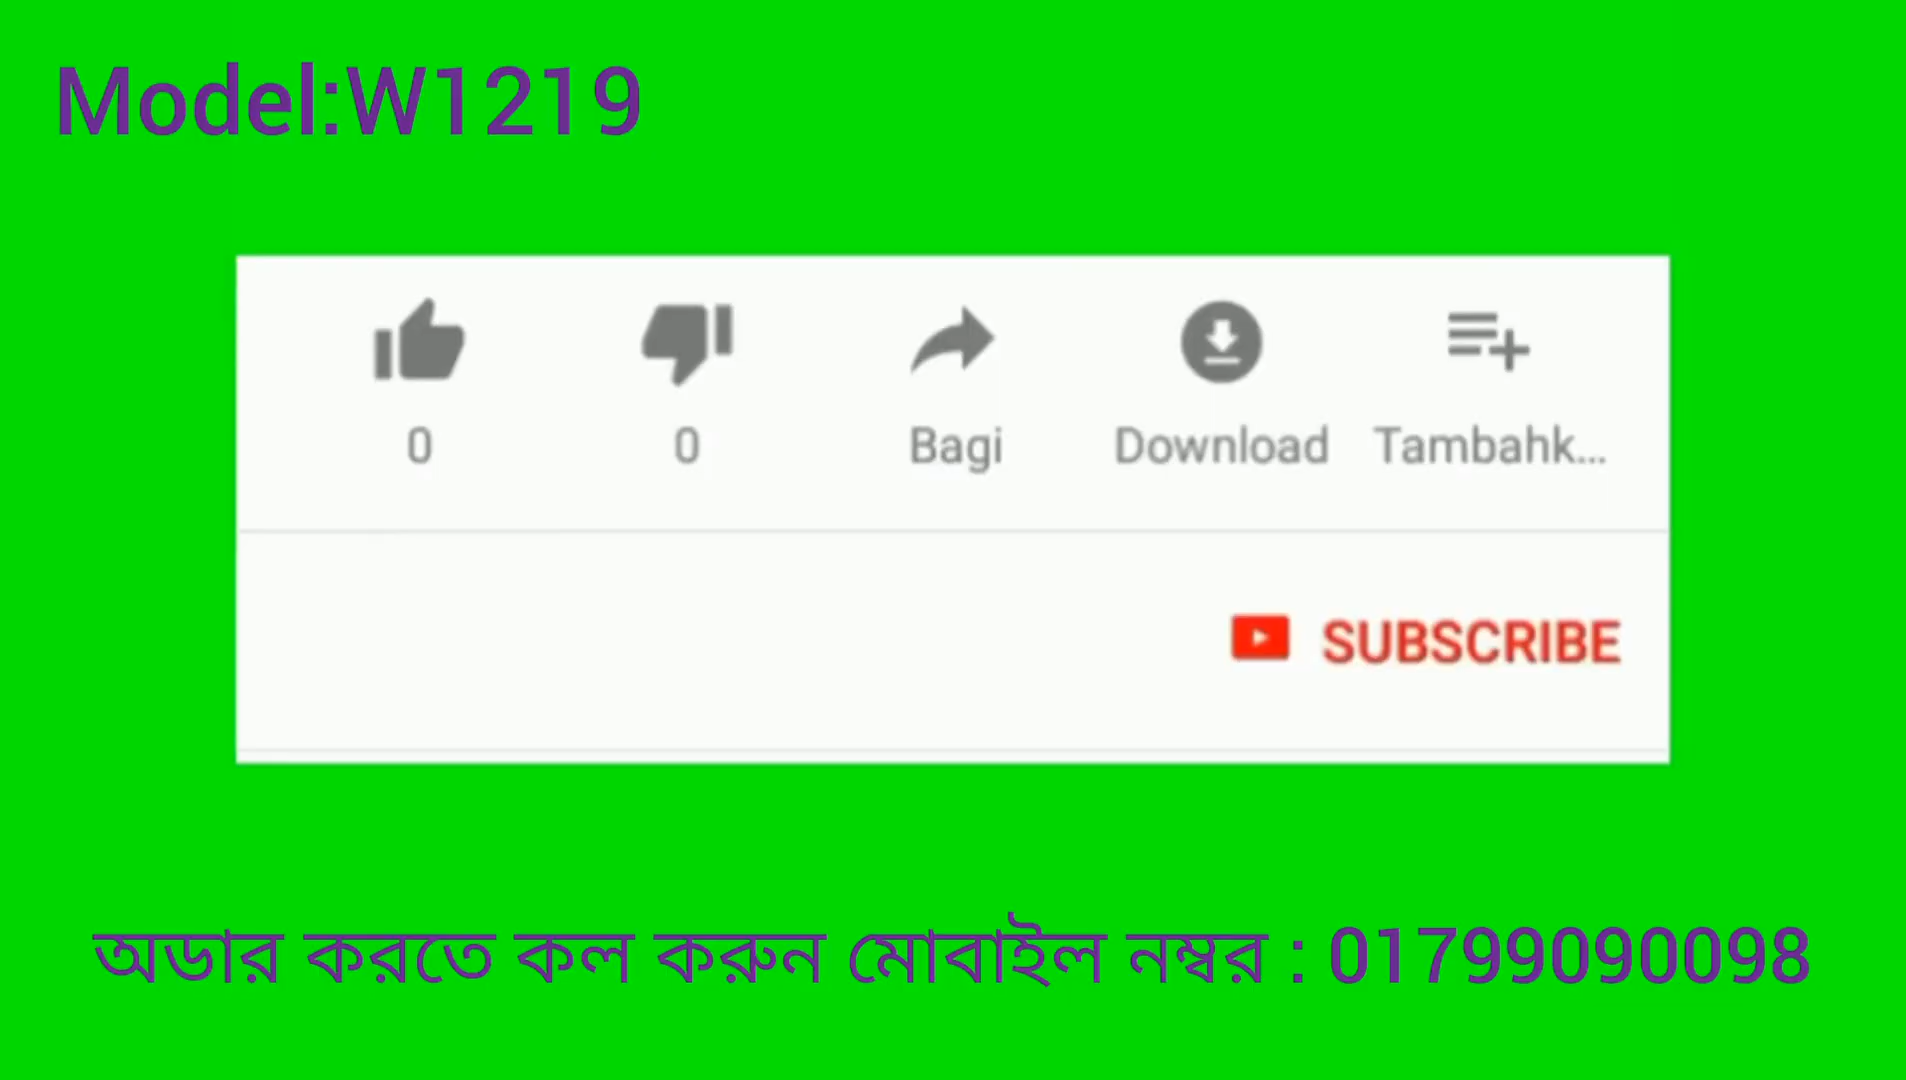 Model:W1219
0 0 Bagi Download Tambahk...
SUBSCRIBE
অডার করতে কল করুন মোবাইল নম্বর : 01799090098